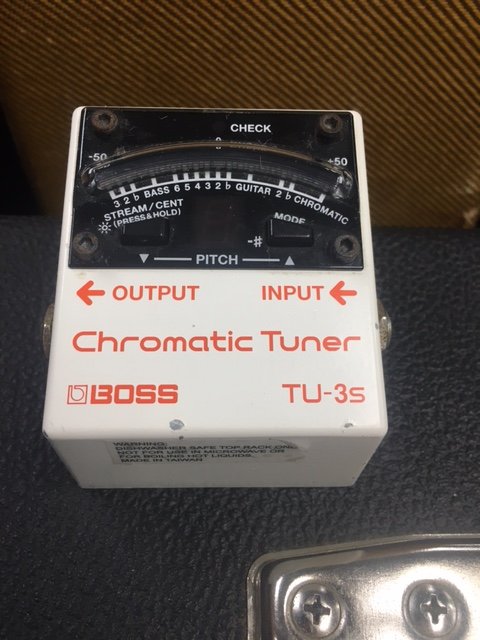 CHECK
0
-50 +50
3 2 ♭ BASS 6 5 4 3 2 ♭ GUITAR 2 ♭ CHROMATIC
STREAM/CENT
(PRESS & HOLD)
MODE
-#
▼ PITCH ▲
← OUTPUT INPUT ←
Chromatic Tuner
BOSS TU-3s
WARNING:
DISHWASHER SAFE TOP-RACK ON
NOT FOR USE IN MICROWAVE OR
FOR BOILING HOT LIQUIDS.
MADE IN TAIWAN